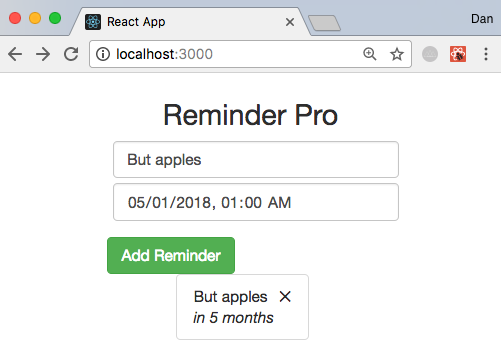 React App
Dan
localhost:3000
Reminder Pro
But apples
05/01/2018, 01:00 AM
Add Reminder
But apples
in 5 months